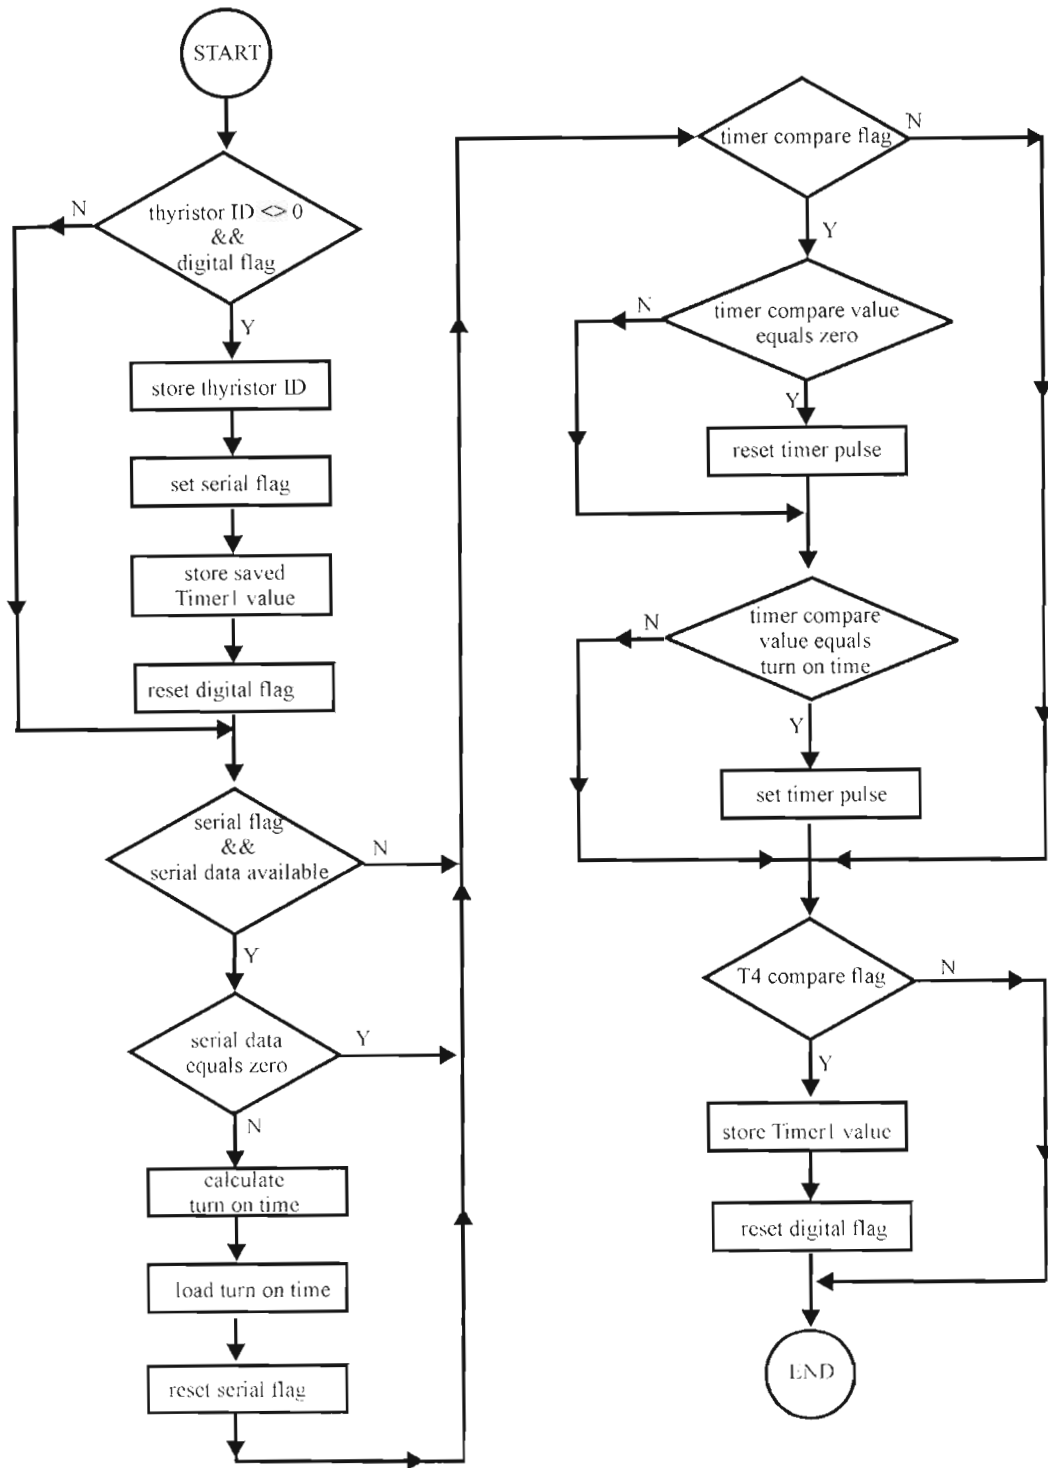 START
N
thyristor ID <> 0
&&
digital flag
Y
store thyristor ID
set serial flag
store saved
Timer1 value
reset digital flag
serial flag
&&
serial data available
N
Y
serial data
equals zero
Y
N
calculate
turn on time
load turn on time
reset serial flag
timer compare flag
N
Y
timer compare value
equals zero
N
Y
reset timer pulse
timer compare
value equals
turn on time
N
Y
set timer pulse
T4 compare flag
N
Y
store Timer1 value
reset digital flag
END